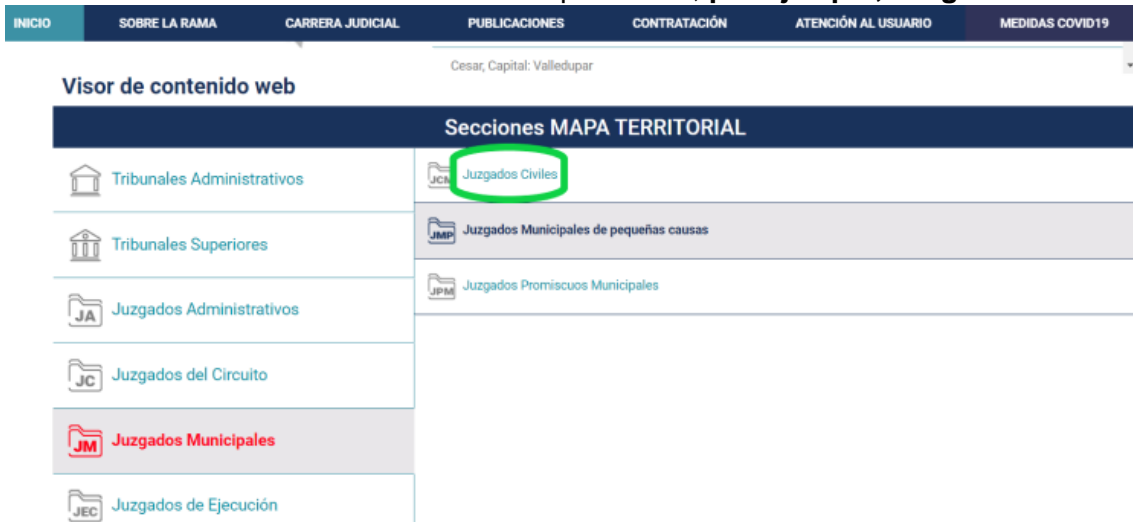 INICIO SOBRE LA RAMA CARRERA JUDICIAL PUBLICACIONES CONTRATACIÓN ATENCIÓN AL USUARIO MEDIDAS COVID19
Cesar, Capital: Valledupar
Visor de contenido web
Secciones MAPA TERRITORIAL
Tribunales Administrativos
Tribunales Superiores
JA Juzgados Administrativos
JC Juzgados del Circuito
JM Juzgados Municipales
JEC Juzgados de Ejecución
JCM Juzgados Civiles
JMP Juzgados Municipales de pequeñas causas
JPM Juzgados Promiscuos Municipales